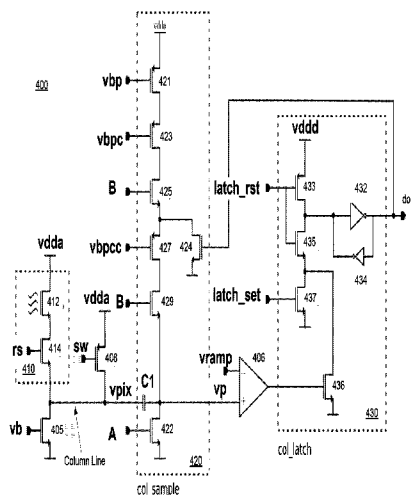 vdda
400
vbp
421
vbpc
423
vddd
B
425
latch_rst
433
432
do
vbpcc
427
424
435
434
vdda
412
latch_set
437
vdda
B
429
rs
414
sw
408
410
vramp
406
vpix
C1
vp
436
vb
405
A
422
430
Column Line
420
col_latch
col_sample